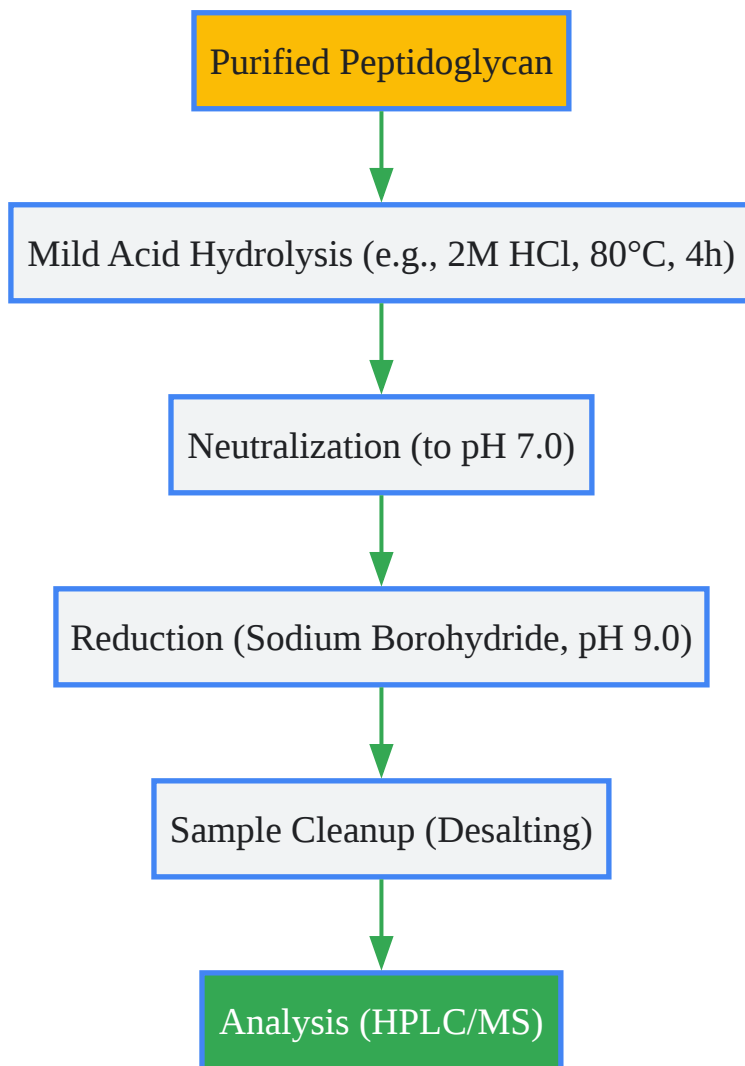 Purified Peptidoglycan
Mild Acid Hydrolysis (e.g., 2M HCl, 80°C, 4h)
Neutralization (to pH 7.0)
Reduction (Sodium Borohydride, pH 9.0)
Sample Cleanup (Desalting)
Analysis (HPLC/MS)